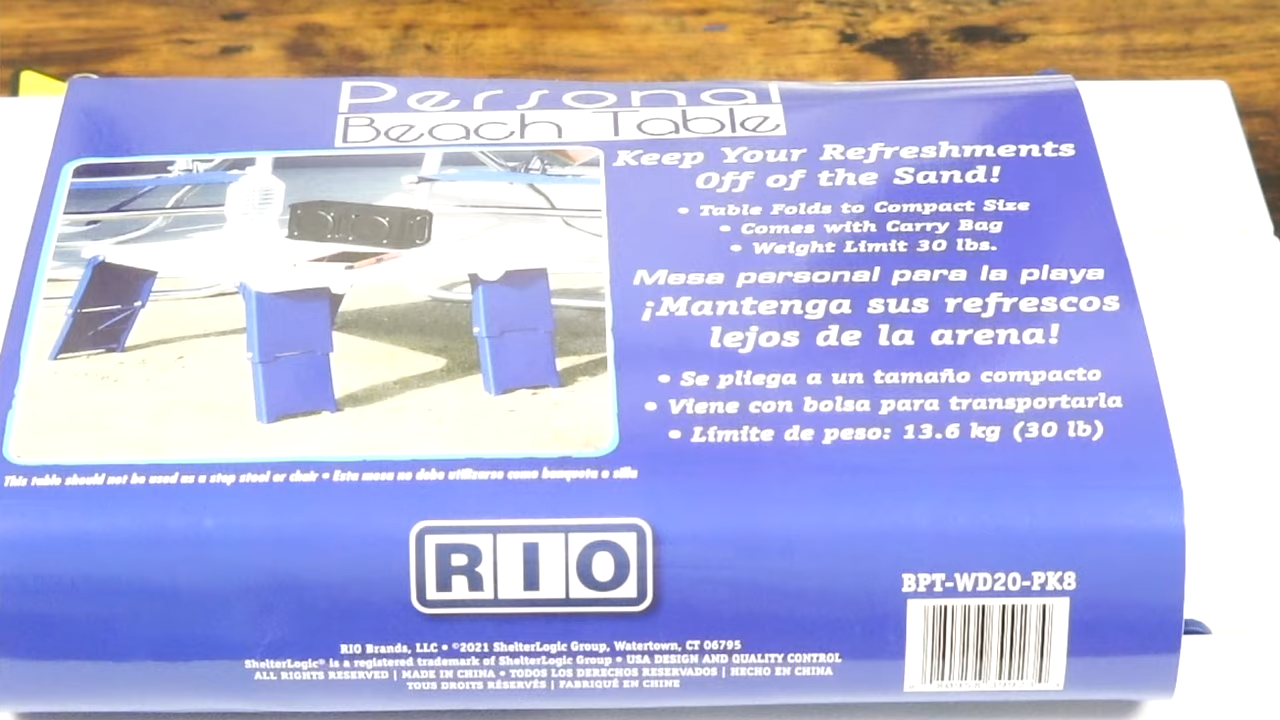 Personal
Beach Table
Keep Your Refreshments
Off of the Sand!
• Table Folds to Compact Size
• Comes with Carry Bag
• Weight Limit 30 lbs.
Mesa personal para la playa
¡Mantenga sus refrescos
lejos de la arena!
• Se pliega a un tamaño compacto
• Viene con bolsa para transportarla
• Límite de peso: 13.6 kg (30 lb)
This table should not be used as a step stool or chair • Esta mesa no debe utilizarse como banqueta o silla
RIO
BPT-WD20-PK8
RIO Brands, LLC • ©2021 ShelterLogic Group, Watertown, CT 06795
ShelterLogic® is a registered trademark of ShelterLogic Group • USA DESIGN AND QUALITY CONTROL
ALL RIGHTS RESERVED | MADE IN CHINA • TODOS LOS DERECHOS RESERVADOS | HECHO EN CHINA
TOUS DROITS RÉSERVÉS | FABRIQUÉ EN CHINE